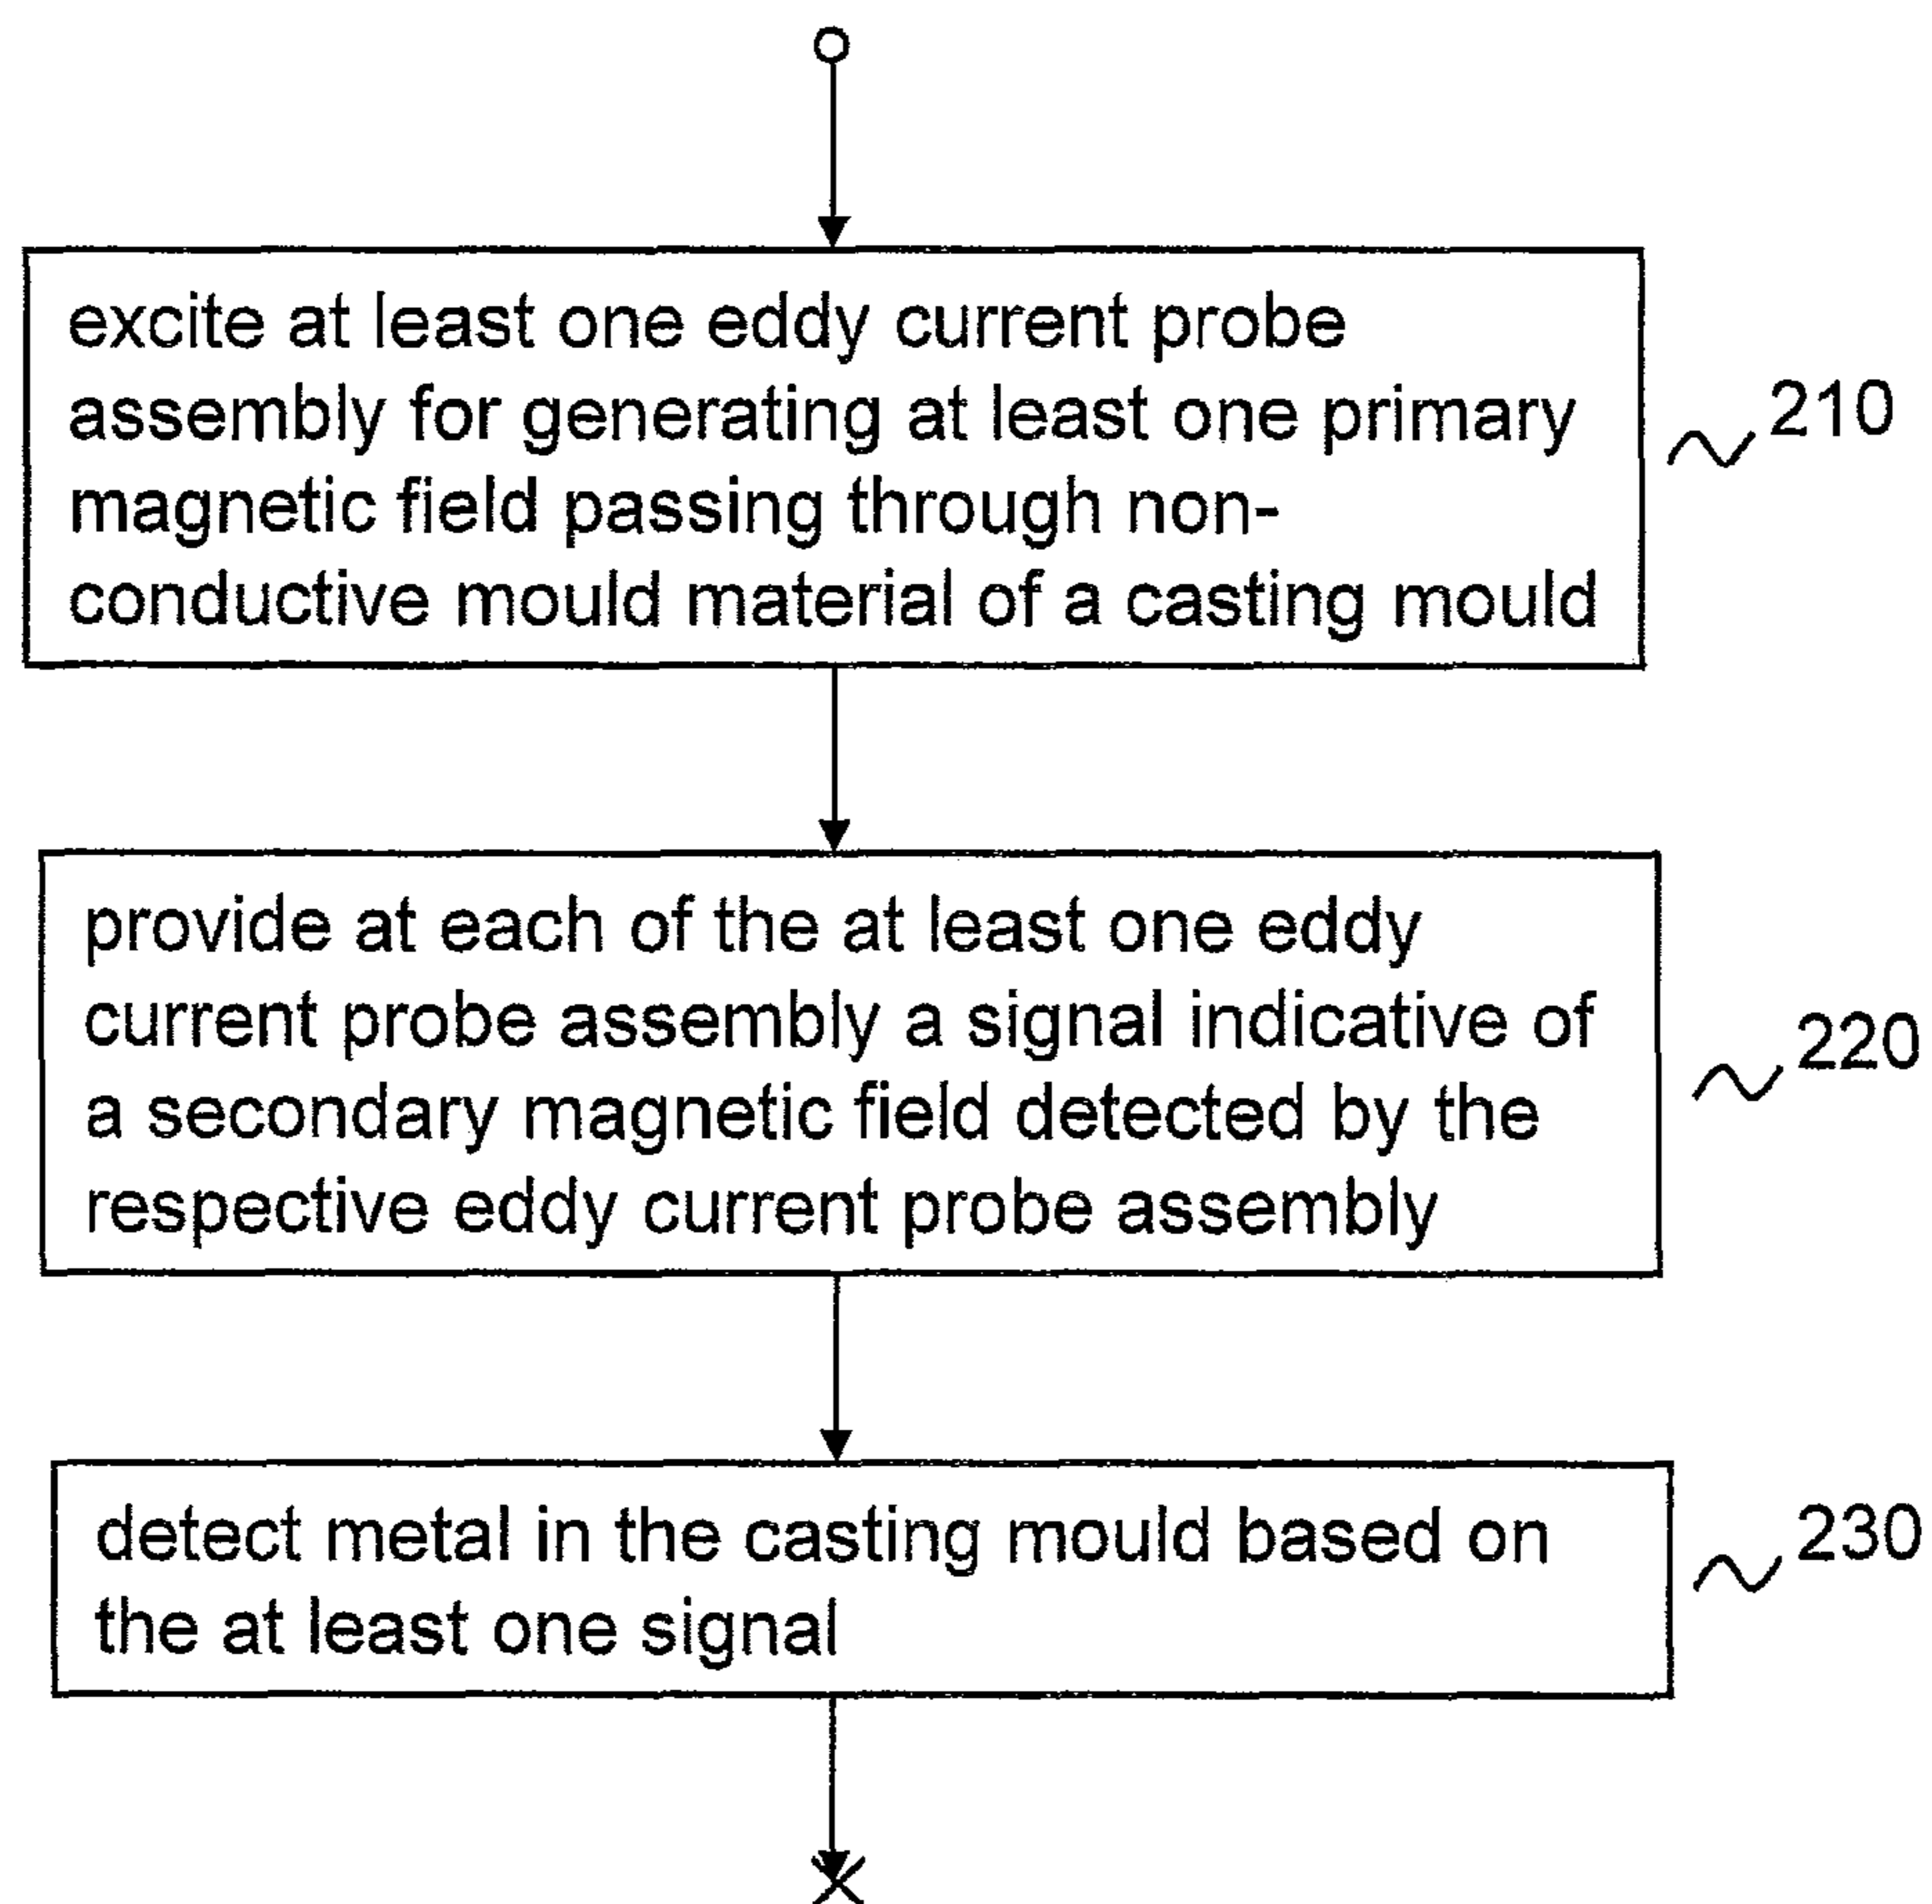 excite at least one eddy current probe
assembly for generating at least one primary
magnetic field passing through non-
conductive mould material of a casting mould
210
provide at each of the at least one eddy
current probe assembly a signal indicative of
a secondary magnetic field detected by the
respective eddy current probe assembly
220
detect metal in the casting mould based on
the at least one signal
230